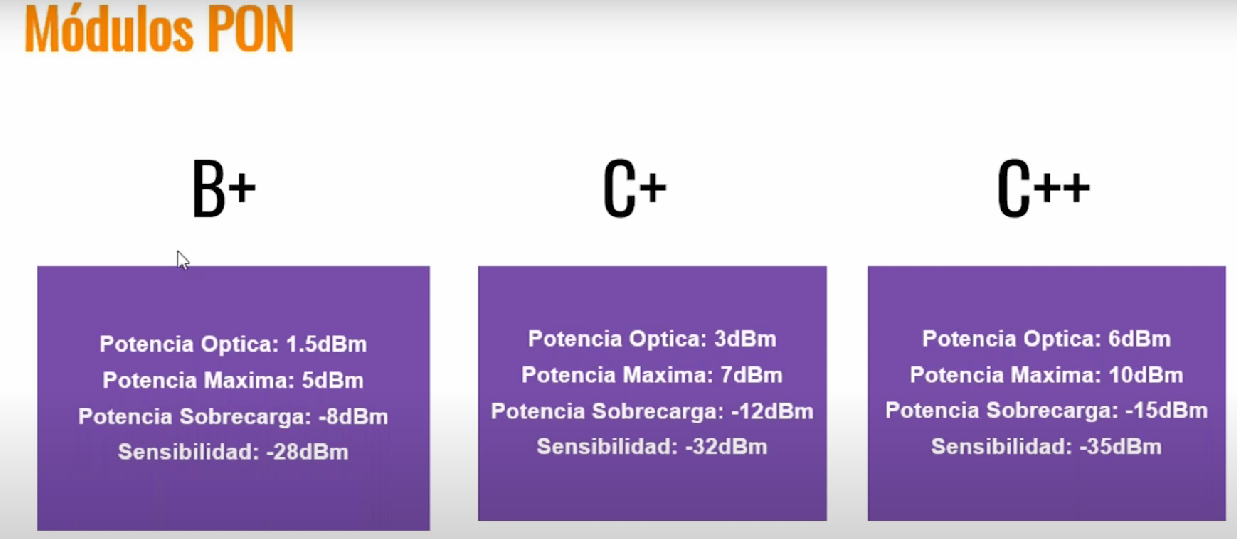 Módulos PON
B+
Potencia Optica: 1.5dBm
Potencia Maxima: 5dBm
Potencia Sobrecarga: -8dBm
Sensibilidad: -28dBm
C+
Potencia Optica: 3dBm
Potencia Maxima: 7dBm
Potencia Sobrecarga: -12dBm
Sensibilidad: -32dBm
C++
Potencia Optica: 6dBm
Potencia Maxima: 10dBm
Potencia Sobrecarga: -15dBm
Sensibilidad: -35dBm